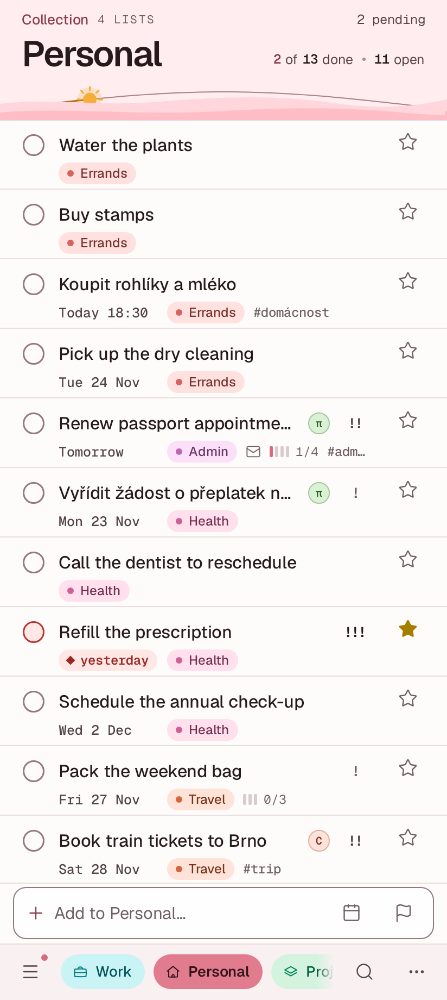 Collection 4 LISTS 2 pending
Personal 2 of 13 done • 11 open
Water the plants
Errands
Buy stamps
Errands
Koupit rohlíky a mléko
Today 18:30 Errands #domácnost
Pick up the dry cleaning
Tue 24 Nov Errands
Renew passport appointme… π !!
Tomorrow Admin 1/4 #adm…
Vyřídit žádost o přeplatek n… π !
Mon 23 Nov Health
Call the dentist to reschedule
Health
Refill the prescription !!!
yesterday Health
Schedule the annual check-up
Wed 2 Dec Health
Pack the weekend bag !
Fri 27 Nov Travel 0/3
Book train tickets to Brno C !!
Sat 28 Nov Travel #trip
Add to Personal…
Work Personal Proj